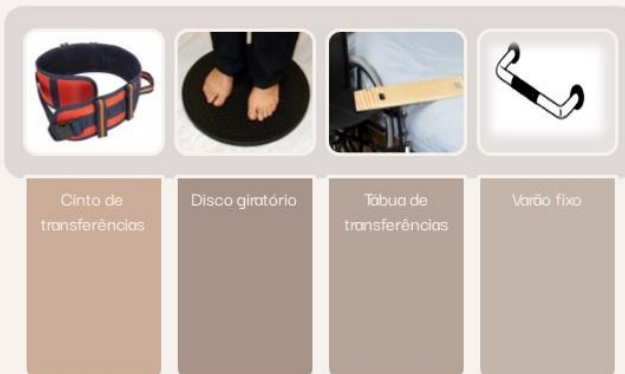 Cinto de
transferências
Disco giratório
Tábua de
transferências
Varão fixo